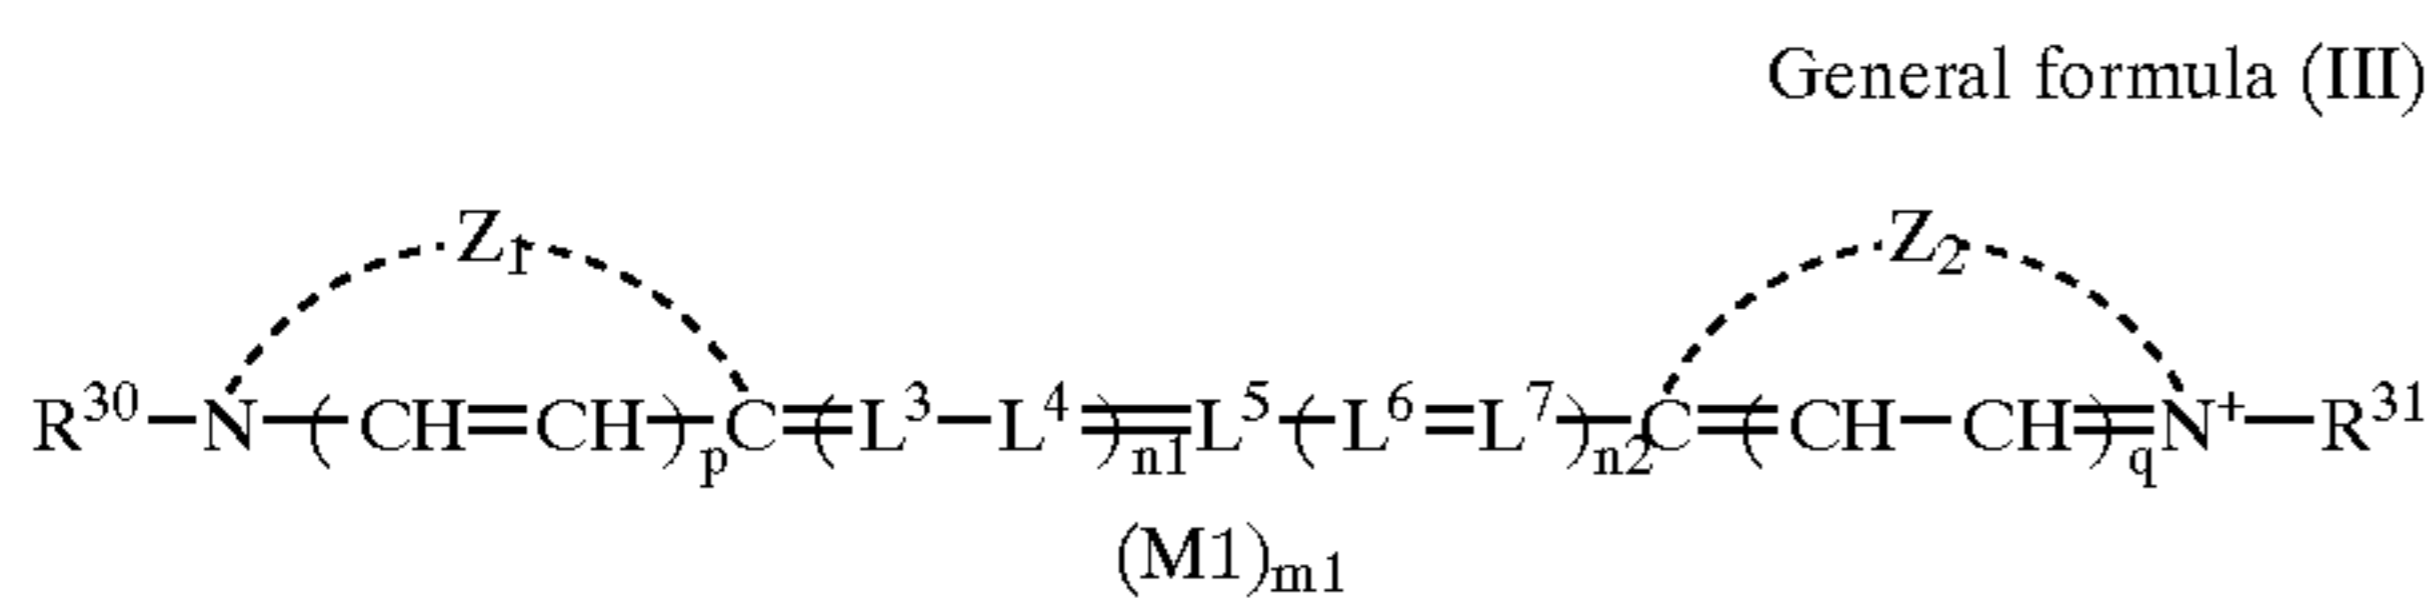 General formula (III)
Z₁ Z₂
R³⁰—N—(CH=CH)ₚ—C=(L³—L⁴)ₙ₁=L⁵—(L⁶=L⁷)ₙ₂—C=(CH—CH)q=N⁺—R³¹
(M1)ₘ₁